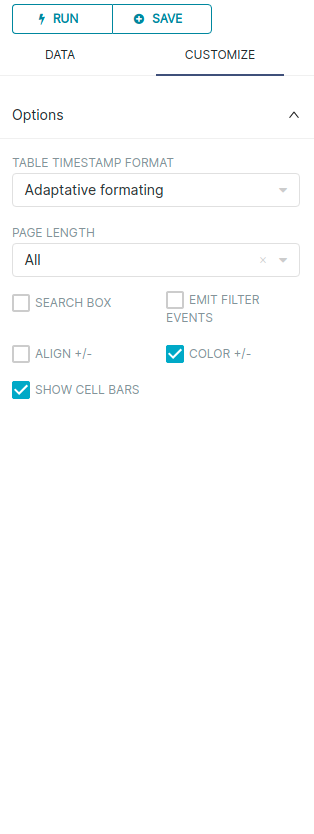 RUN
SAVE
DATA
CUSTOMIZE
Options
TABLE TIMESTAMP FORMAT
Adaptative formating
PAGE LENGTH
All
SEARCH BOX
EMIT FILTER
EVENTS
ALIGN +/-
COLOR +/-
SHOW CELL BARS